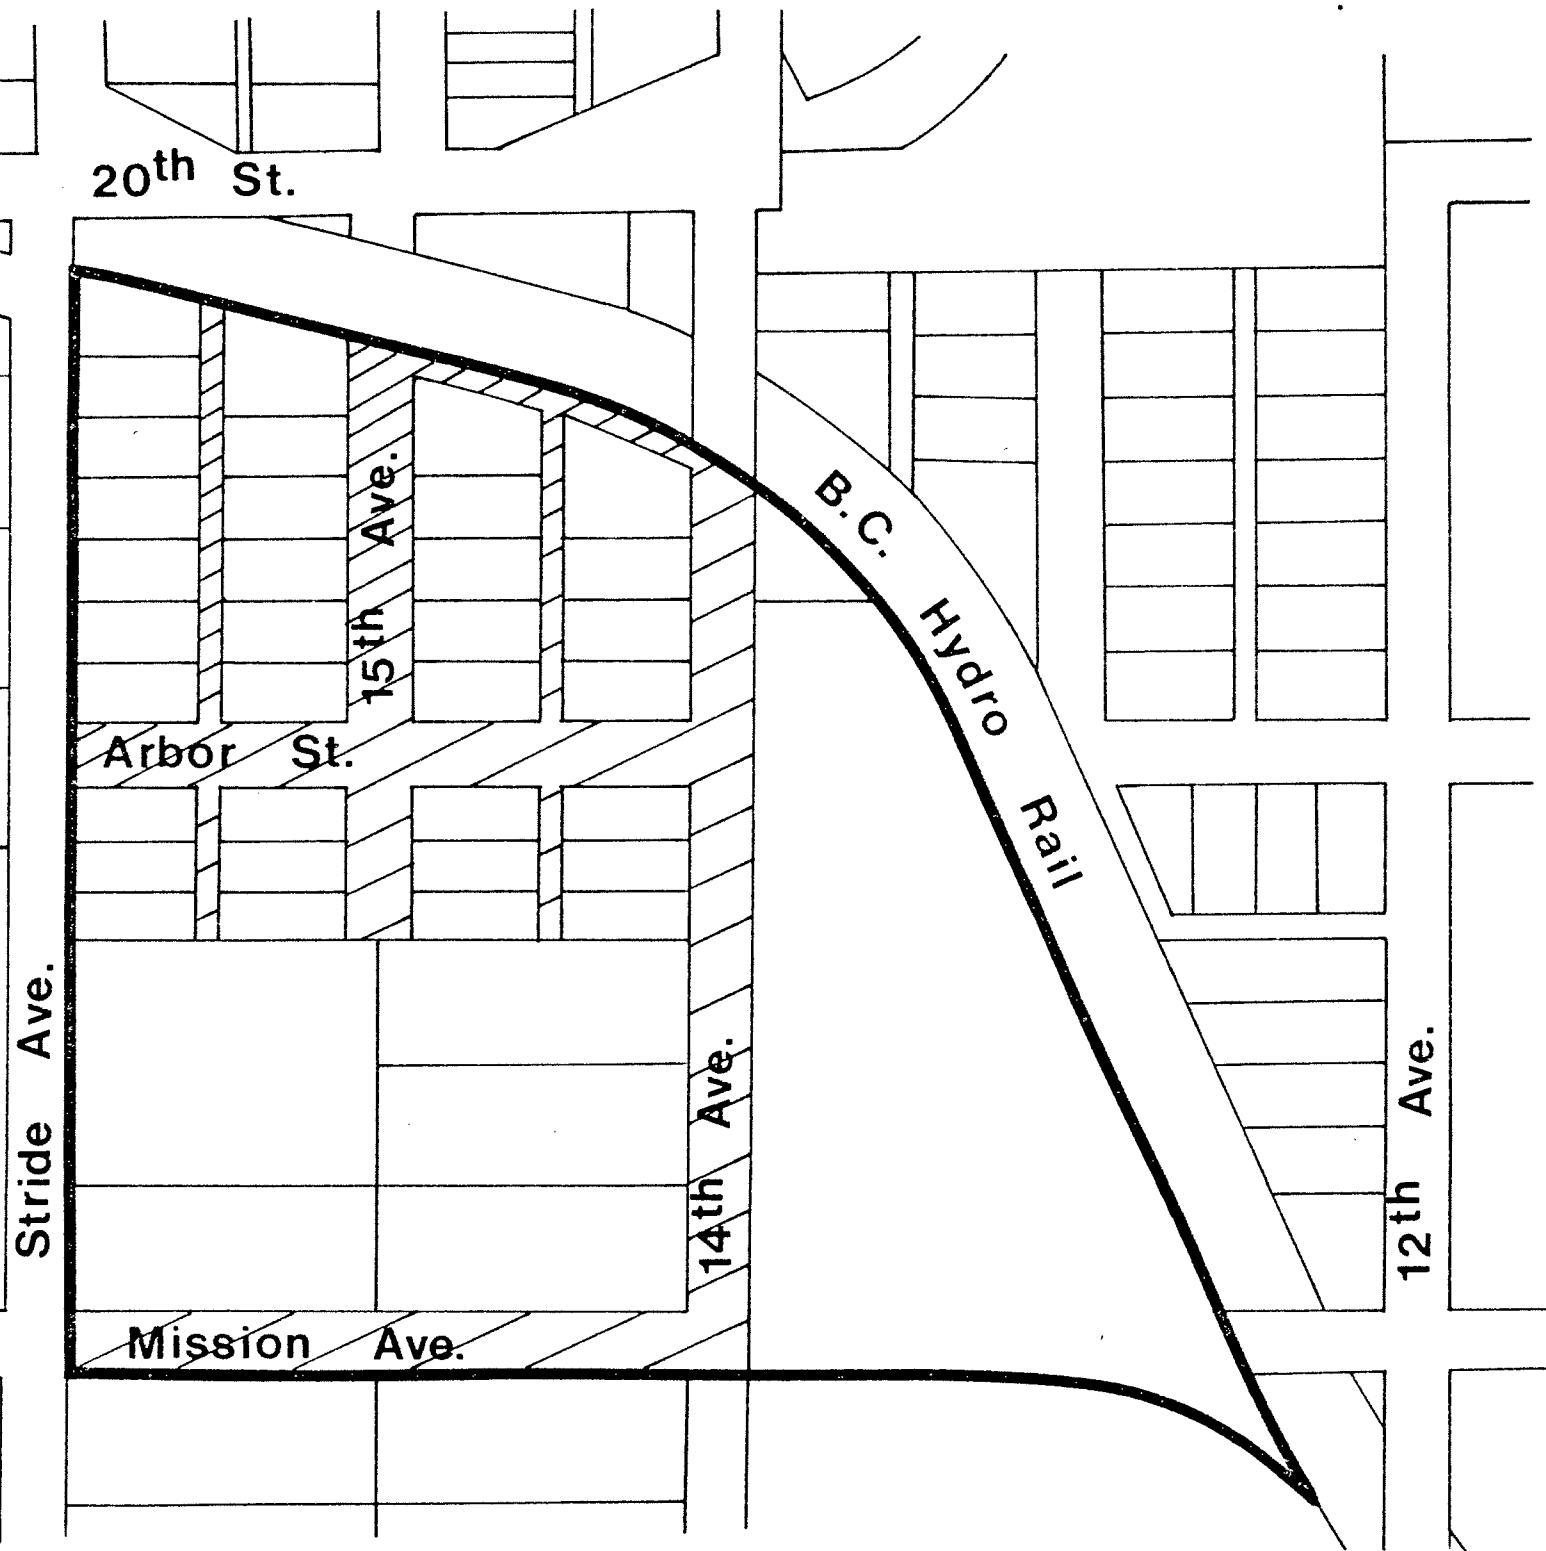 20th St.
B.C. Hydro Rail
15th Ave.
Arbor St.
Stride Ave.
14th Ave.
12th Ave.
Mission Ave.